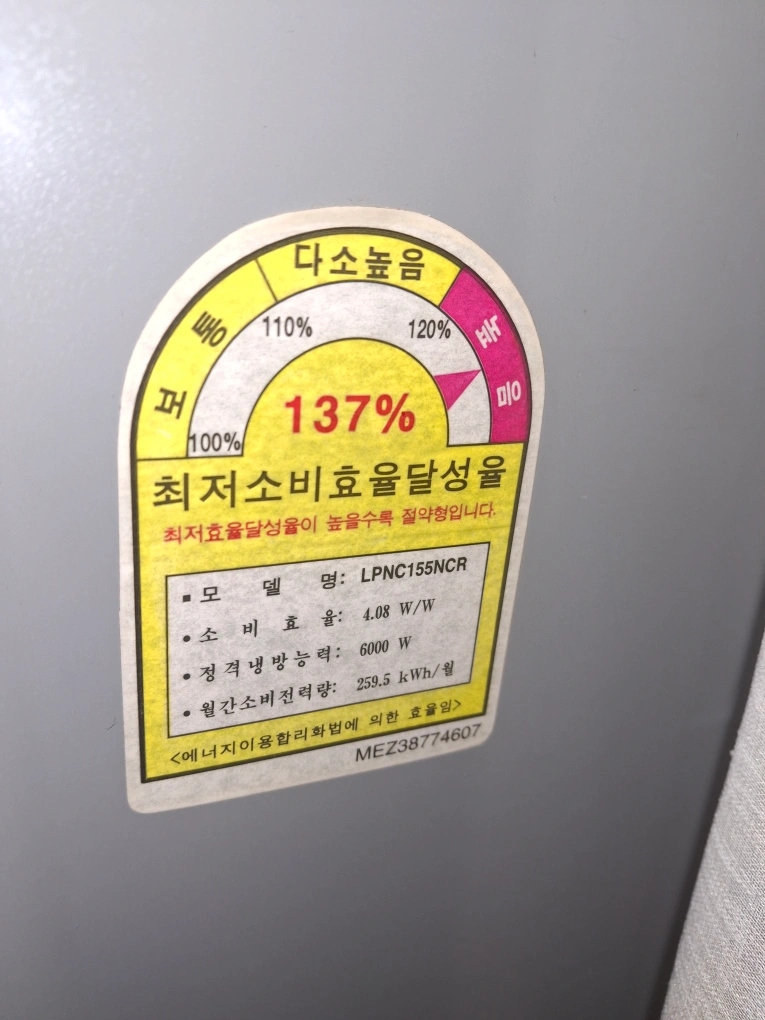 다소높음
보통
높음
110%
120%
100%
137%
최저소비효율달성율
최저효율달성율이 높을수록 절약형입니다.
▪ 모 델 명: LPNC155NCR
• 소 비 효 율: 4.08 W/W
• 정격냉방능력: 6000 W
• 월간소비전력량: 259.5 kWh/월
<에너지이용합리화법에 의한 효율임>
MEZ38774607